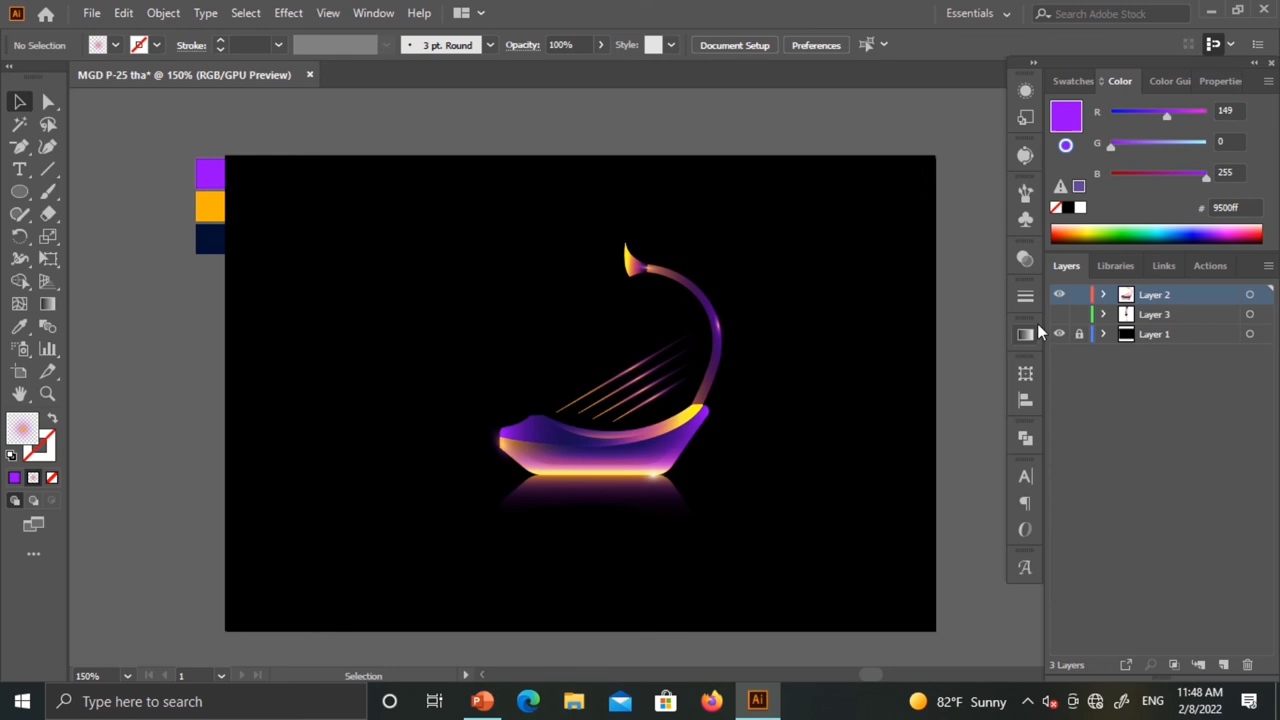 Ai File Edit Object Type Select Effect View Window Help Essentials Search Adobe Stock
No Selection Stroke: 3 pt. Round Opacity: 100% Style: Document Setup Preferences
MGD P-25 tha* @ 150% (RGB/GPU Preview)
Swatches Color Color Gui Propertie
R 149
G 0
B 255
# 9500ff
Layers Libraries Links Actions
Layer 2
Layer 3
Layer 1
3 Layers
150% 1 Selection
Type here to search
82°F Sunny ENG
11:48 AM
2/8/2022